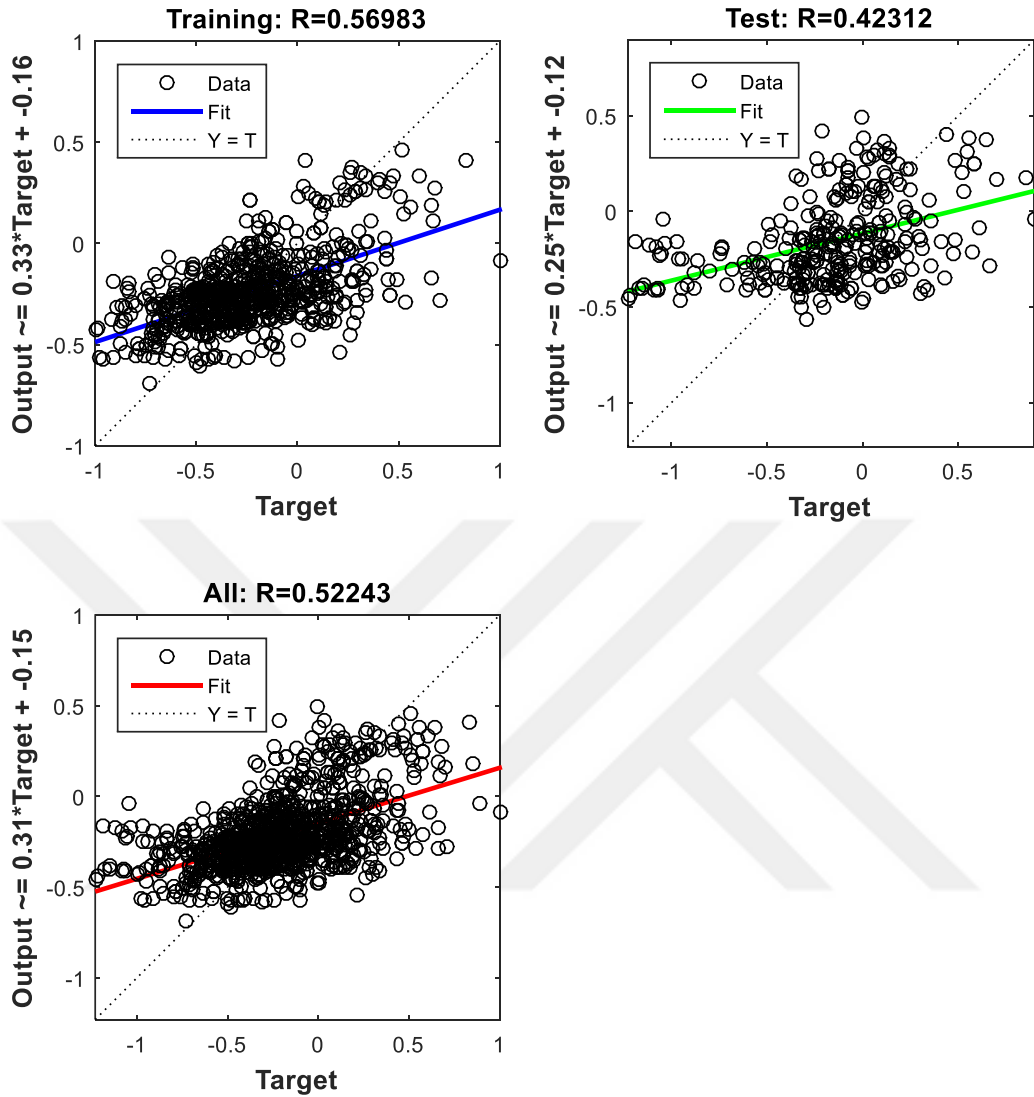 Training: R=0.56983
Output ~= 0.33*Target + -0.16
1
0.5
0
-0.5
-1
Data
Fit
Y = T
-1
-0.5
0
0.5
1
Target
Test: R=0.42312
Output ~= 0.25*Target + -0.12
0.5
0
-0.5
-1
Data
Fit
Y = T
-1
-0.5
0
0.5
Target
All: R=0.52243
Output ~= 0.31*Target + -0.15
1
0.5
0
-0.5
-1
Data
Fit
Y = T
-1
-0.5
0
0.5
1
Target